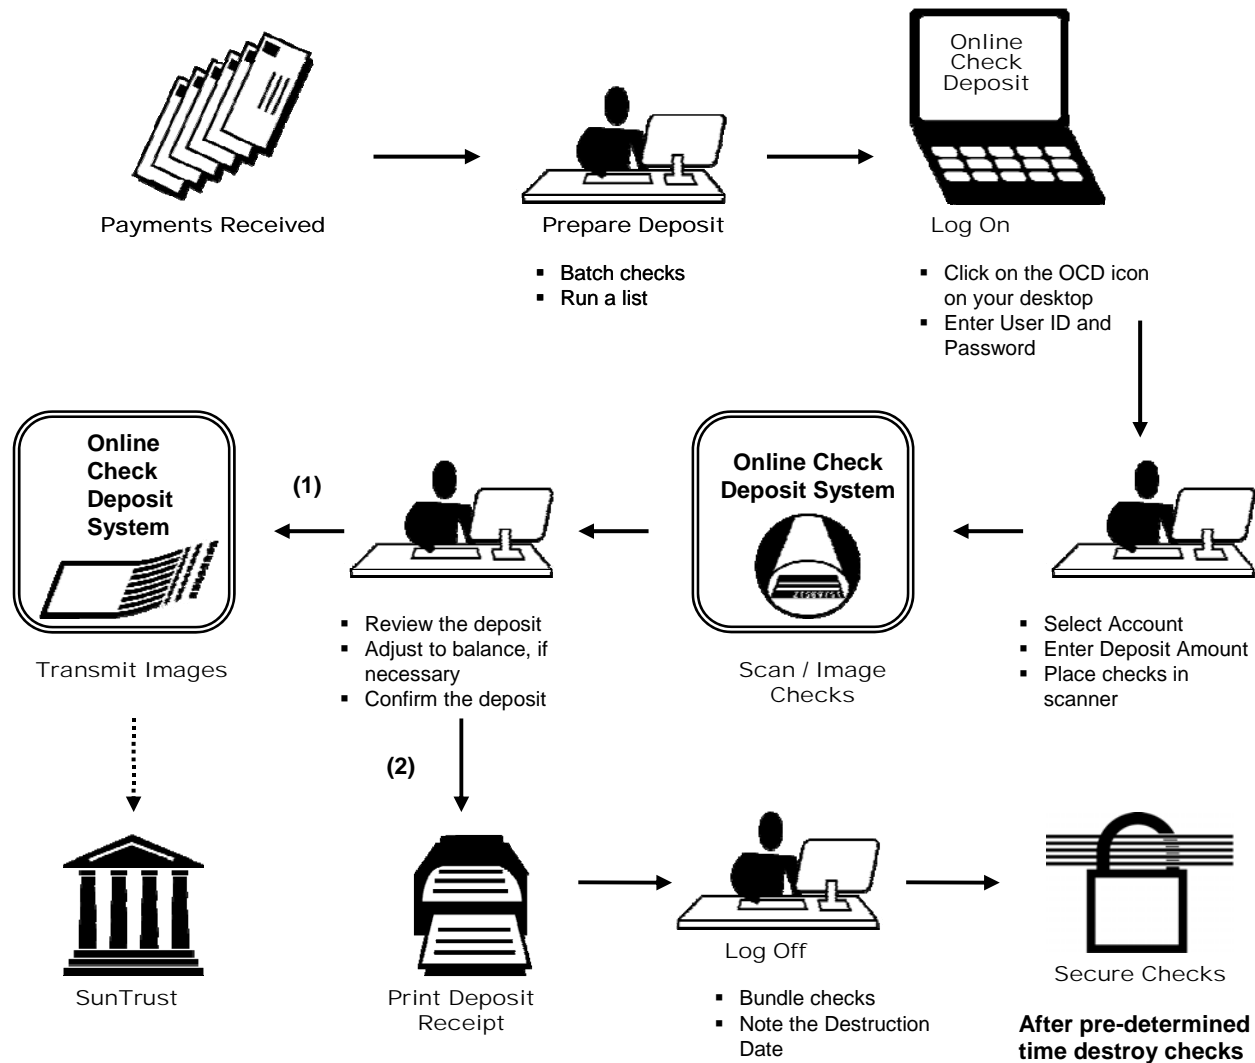 Online
Check
Deposit
Payments Received
Prepare Deposit
▪ Batch checks
▪ Run a list
Log On
▪ Click on the OCD icon
on your desktop
▪ Enter User ID and
Password
Online
Check
Deposit
System
Transmit Images
(1)
▪ Review the deposit
▪ Adjust to balance, if
necessary
▪ Confirm the deposit
Online Check
Deposit System
Scan / Image
Checks
▪ Select Account
▪ Enter Deposit Amount
▪ Place checks in
scanner
(2)
SunTrust
Print Deposit
Receipt
Log Off
▪ Bundle checks
▪ Note the Destruction
Date
Secure Checks
After pre-determined
time destroy checks